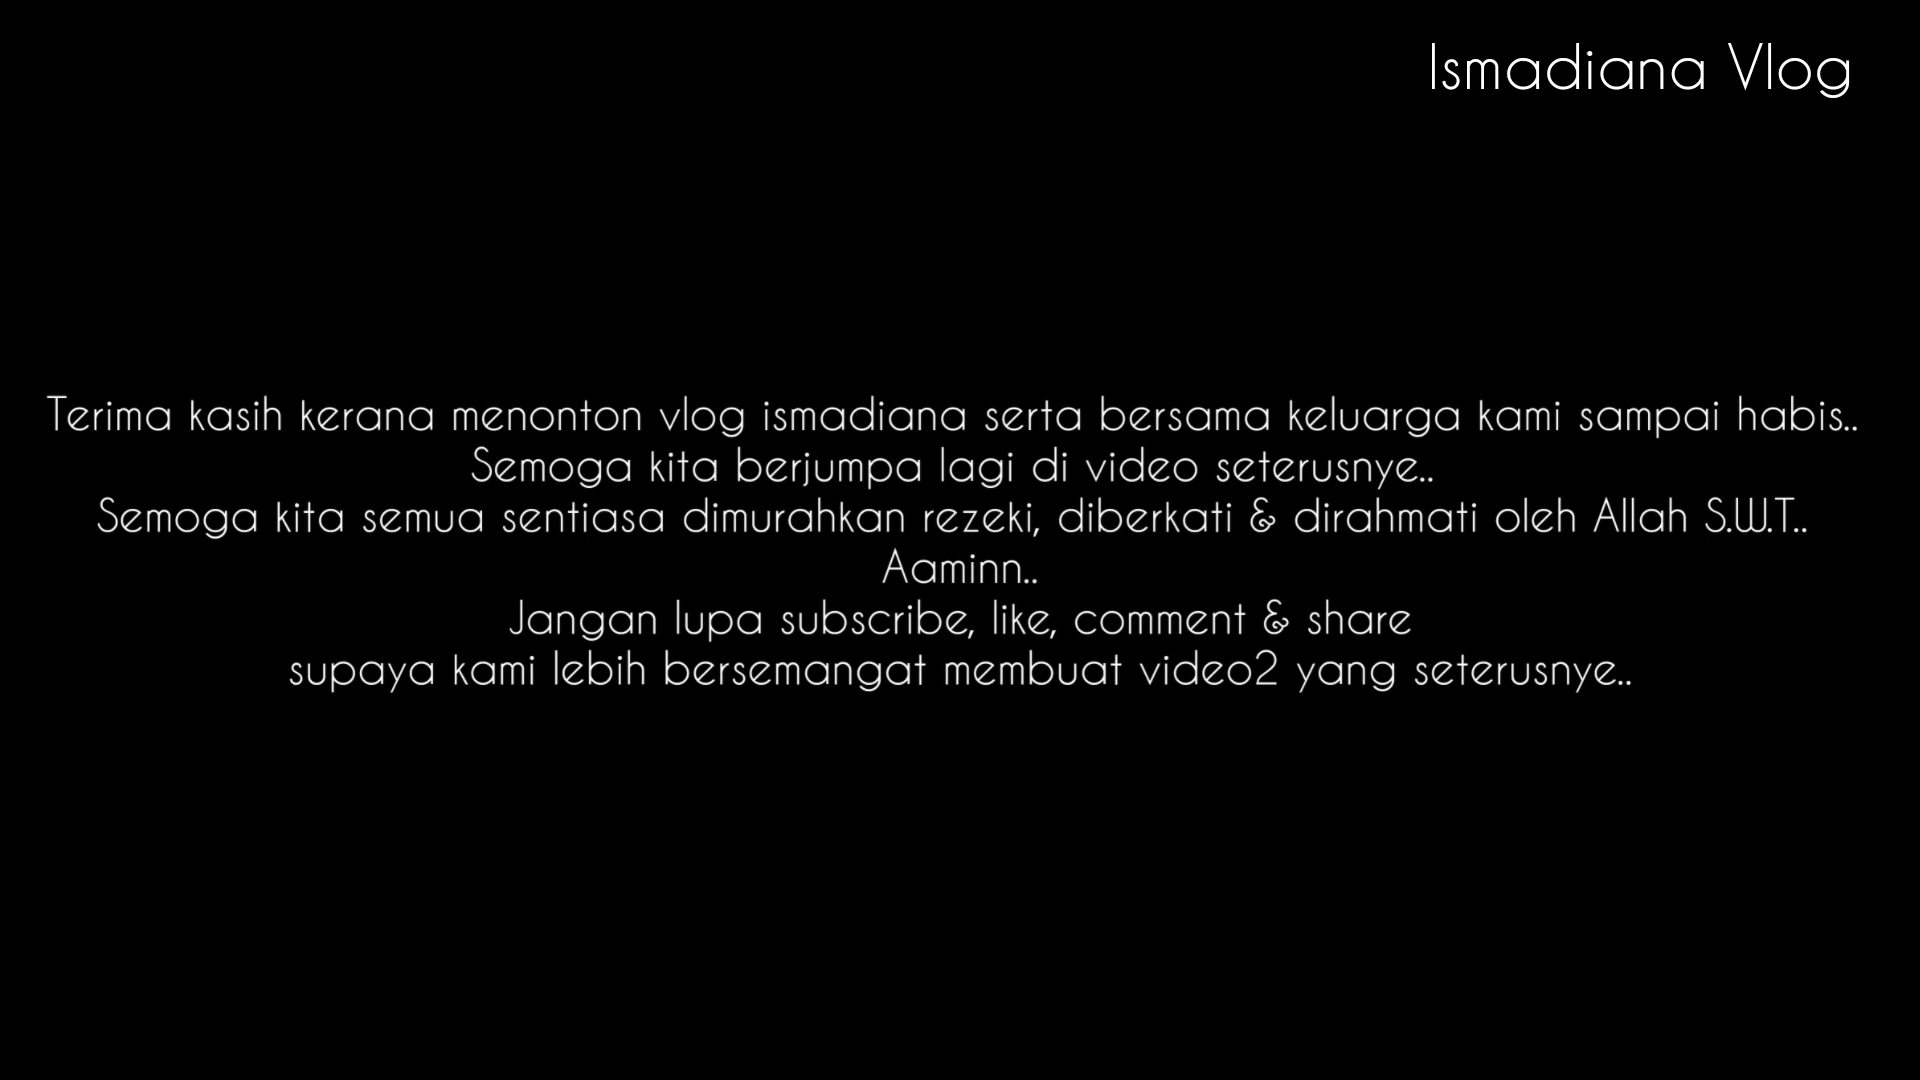 Ismadiana Vlog
Terima kasih kerana menonton vlog ismadiana serta bersama keluarga kami sampai habis..
Semoga kita berjumpa lagi di video seterusnye..
Semoga kita semua sentiasa dimurahkan rezeki, diberkati & dirahmati oleh Allah S.W.T..
Aaminn..
Jangan lupa subscribe, like, comment & share
supaya kami lebih bersemangat membuat video2 yang seterusnye..